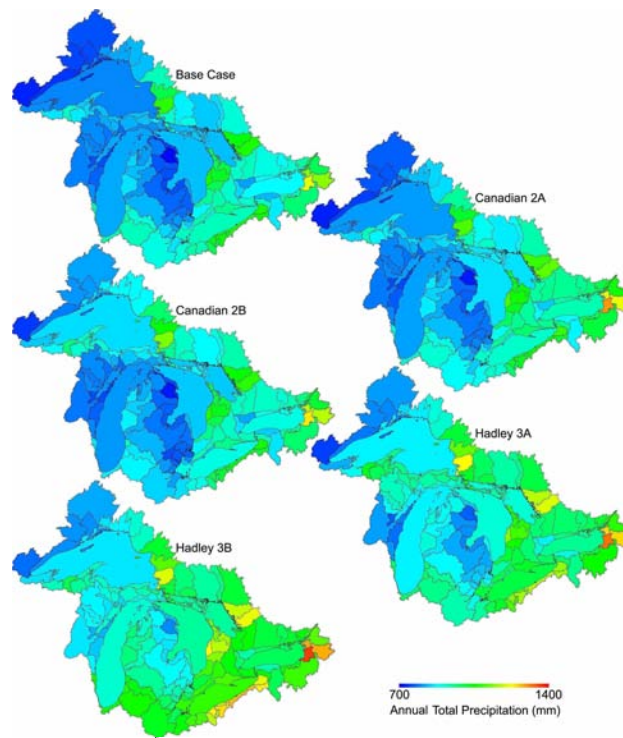 Base Case
Canadian 2A
Canadian 2B
Hadley 3A
Hadley 3B
700
1400
Annual Total Precipitation (mm)